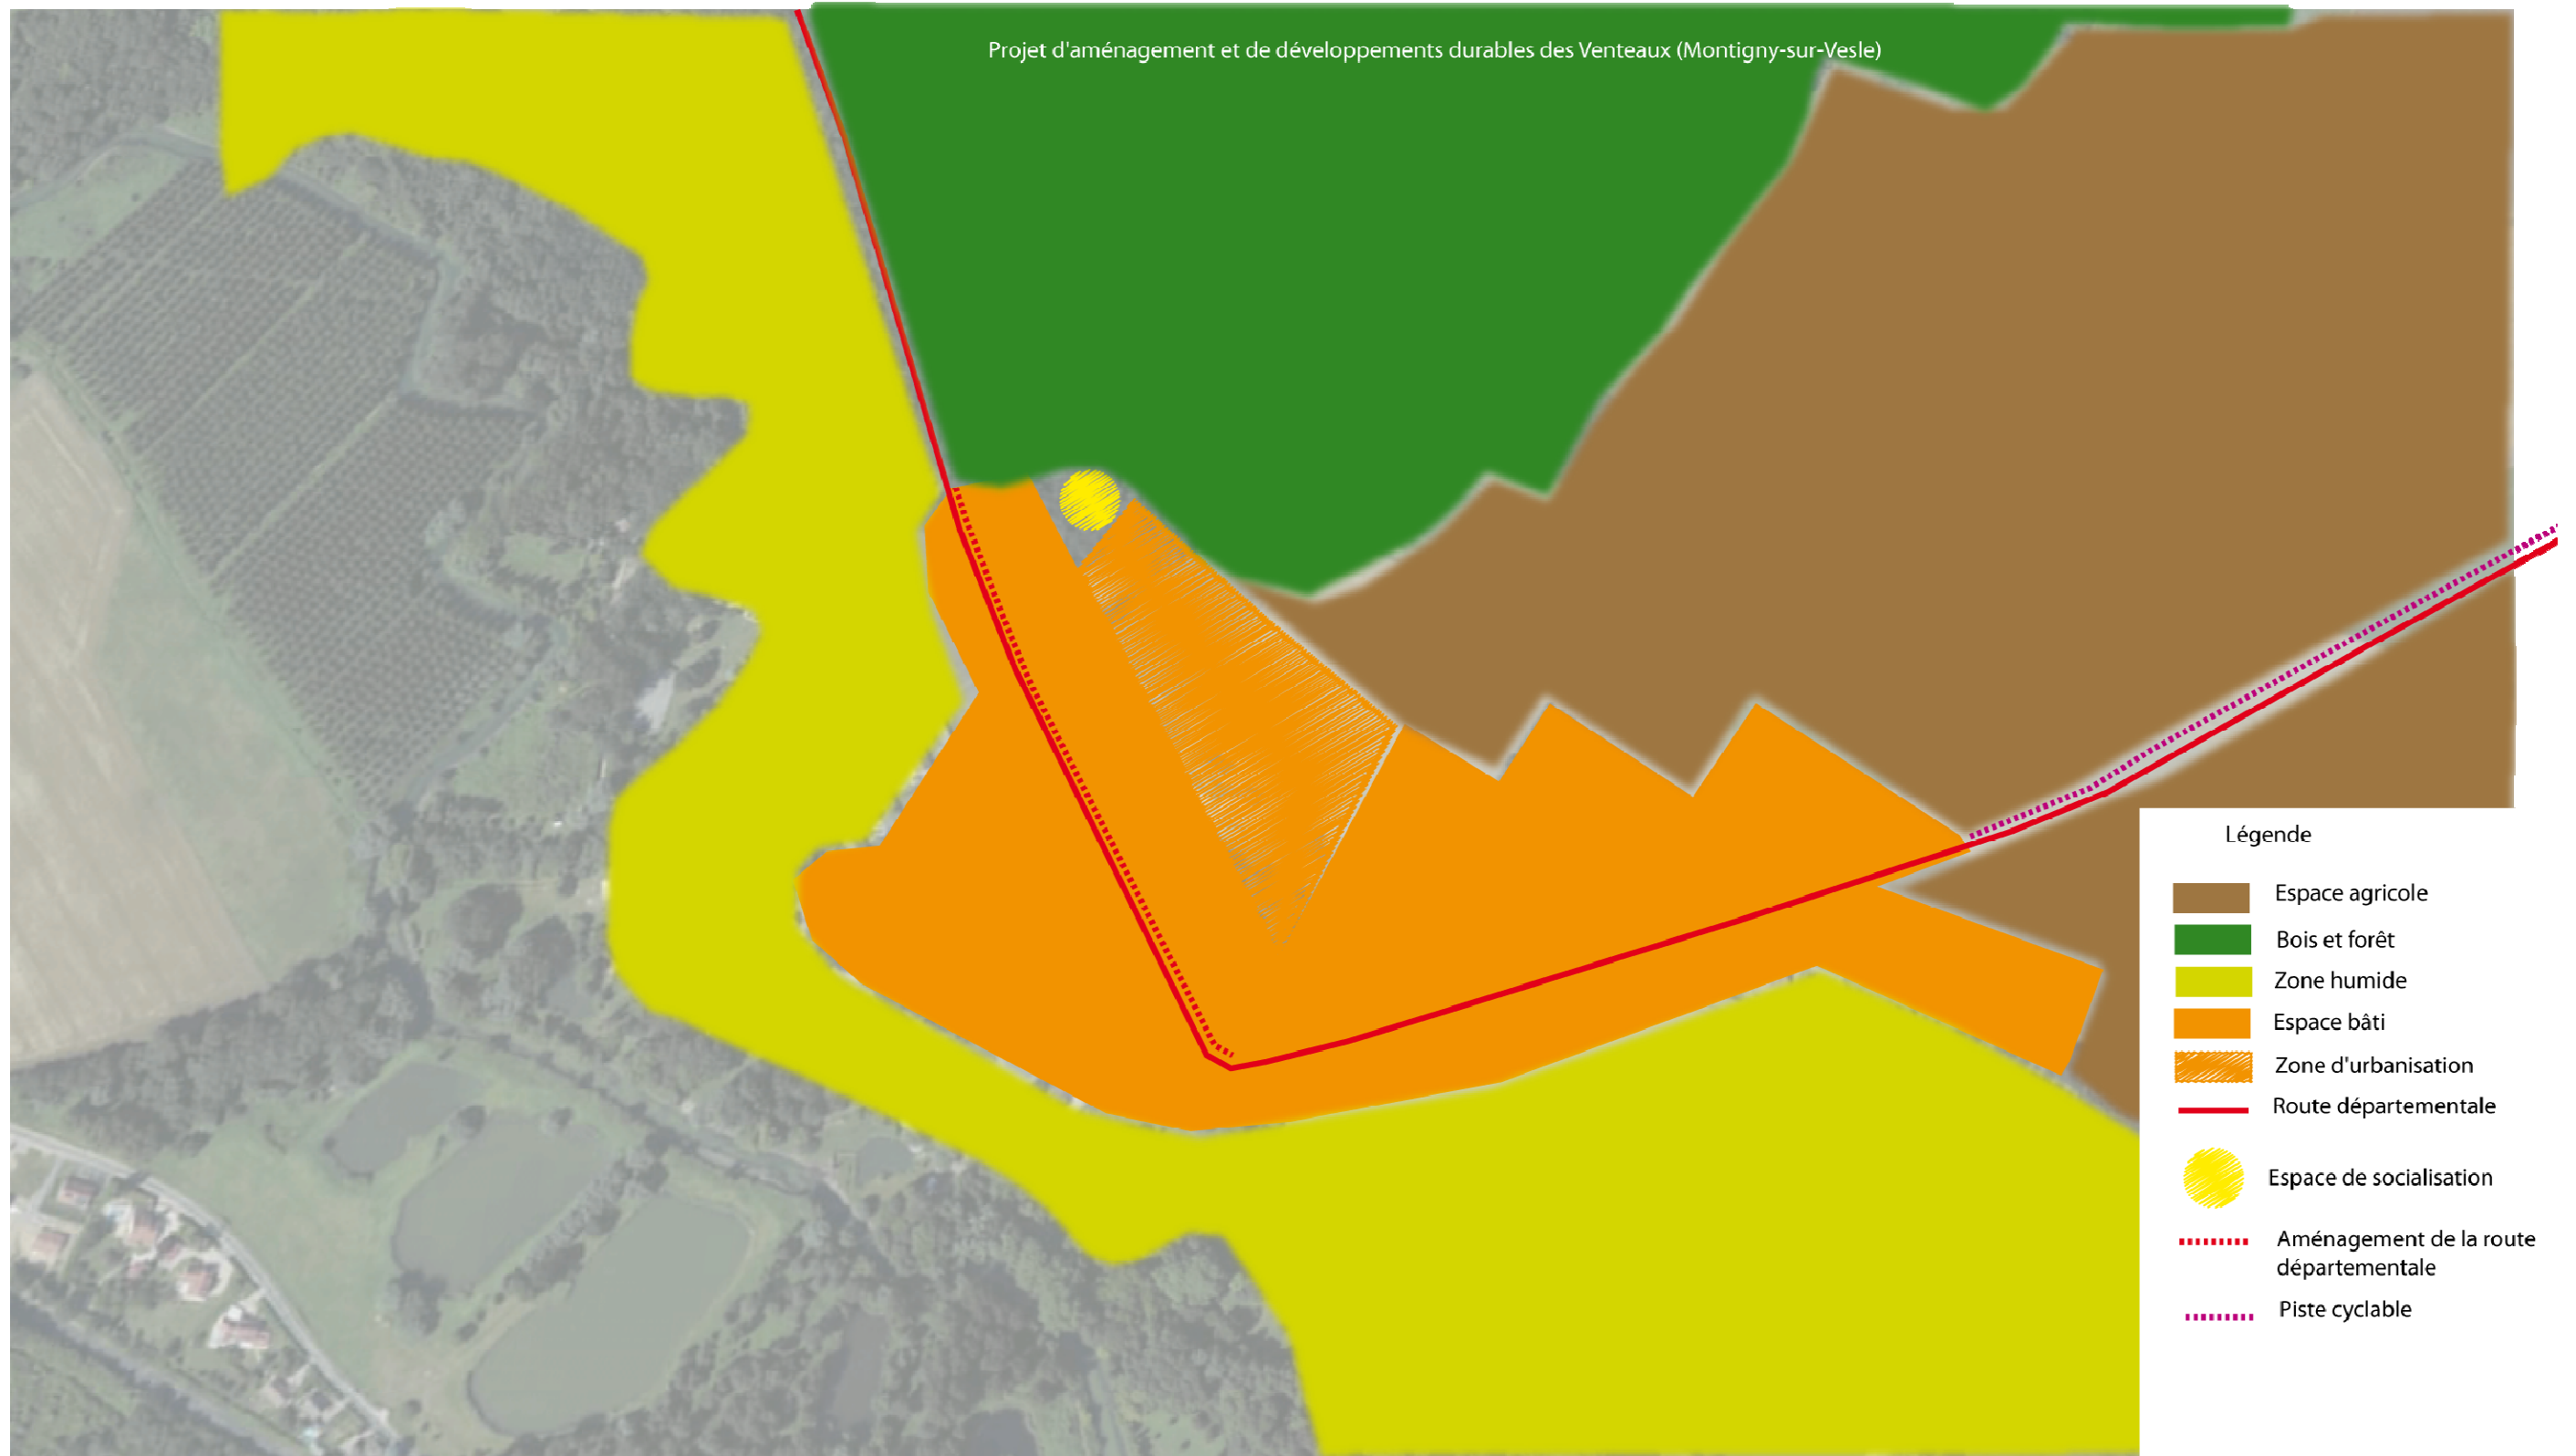 Projet d'aménagement et de développements durables des Venteaux (Montigny-sur-Vesle)
Légende
Espace agricole
Bois et forêt
Zone humide
Espace bâti
Zone d'urbanisation
Route départementale
Espace de socialisation
Aménagement de la route
départementale
Piste cyclable